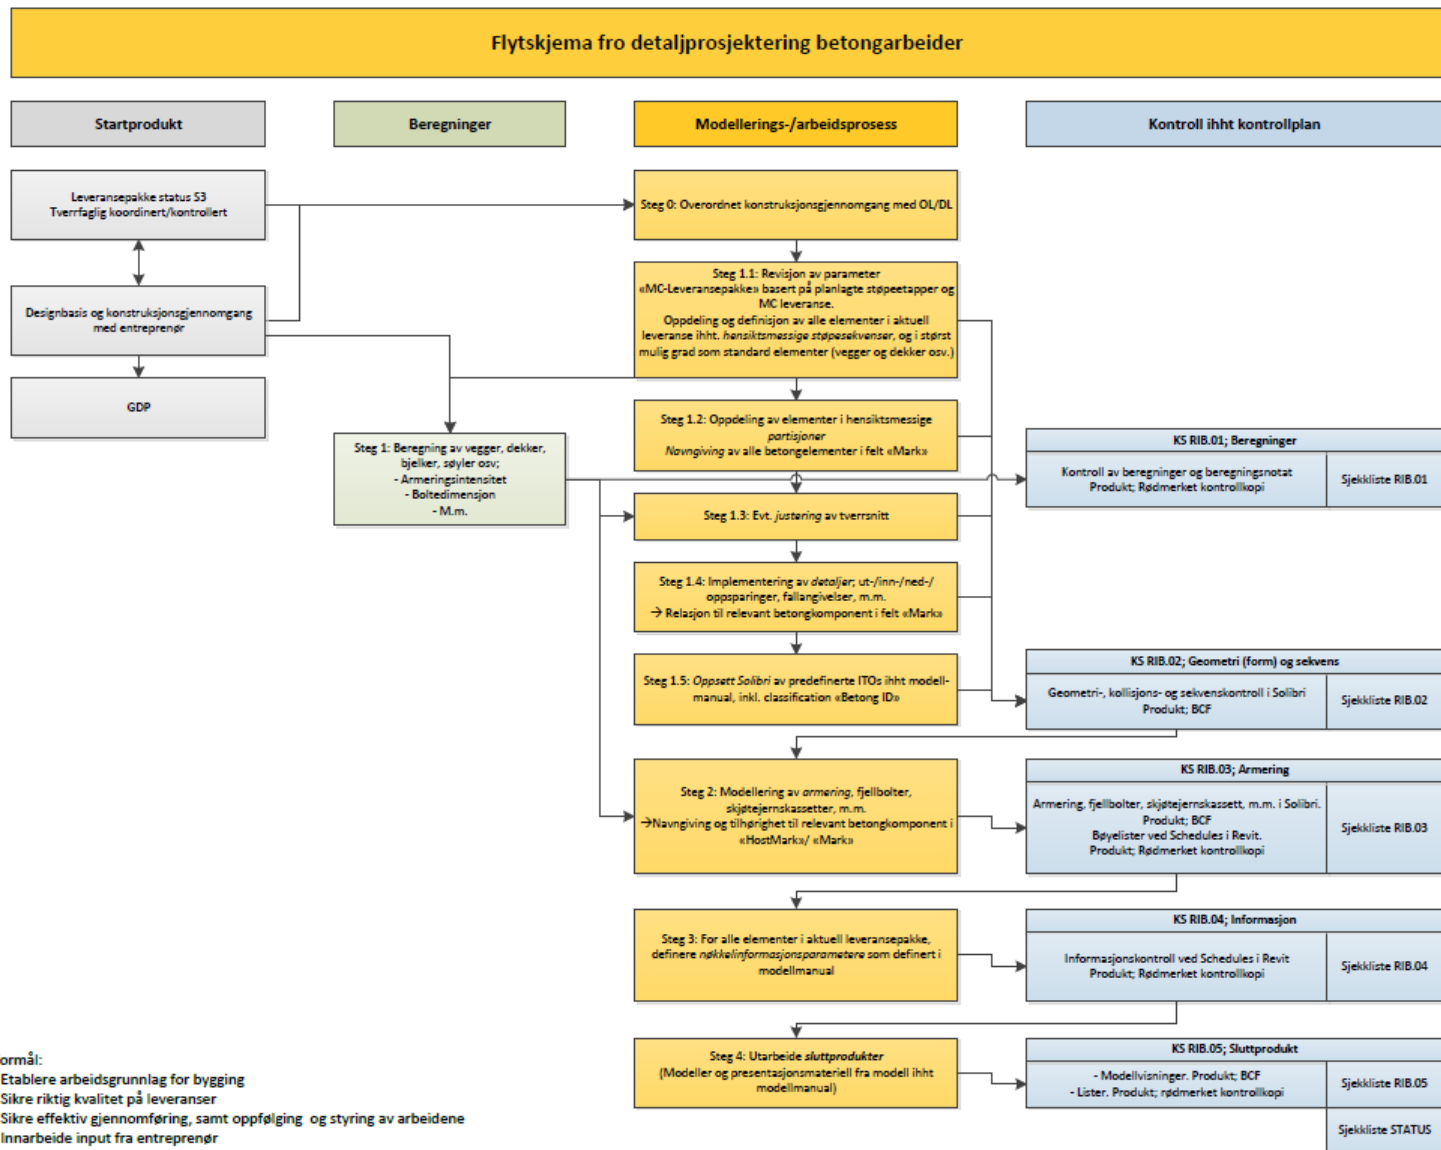 Flytskjema fro detaljprosjektering betongarbeider
Startprodukt
Beregninger
Modellerings-/arbeidsprosess
Kontroll ihht kontrollplan
Leveransepakke status S3
Tverrfaglig koordinert/kontrollert
Designbasis og konstruksjonsgjennomgang
med entreprenør
GDP
Steg 1: Beregning av vegger, dekker,
bjelker, søyler osv;
- Armeringsintensitet
- Boltedimensjon
- M.m.
Steg 0: Overordnet konstruksjonsgjennomgang med OL/DL
Steg 1.1: Revisjon av parameter
«MC-Leveransepakke» basert på planlagte støpeetapper og
MC leveranse.
Oppdeling og definisjon av alle elementer i aktuell
leveranse ihht. hensiktsmessige støpesekvenser, og i størst
mulig grad som standard elementer (vegger og dekker osv.)
Steg 1.2: Oppdeling av elementer i hensiktsmessige
partisjoner
Navngiving av alle betongelementer i felt «Mark»
Steg 1.3: Evt. justering av tverrsnitt
Steg 1.4: Implementering av detaljer; ut-/inn-/ned-/
oppsparinger, fallangivelser, m.m.
→ Relasjon til relevant betongkomponent i felt «Mark»
Steg 1.5: Oppsett Solibri av predefinerte ITOs ihht modell-
manual, inkl. classification «Betong ID»
Steg 2: Modellering av armering, fjellbolter,
skjøtejernskassetter, m.m.
→Navngiving og tilhørighet til relevant betongkomponent i
«HostMark»/ «Mark»
Steg 3: For alle elementer i aktuell leveransepakke,
definere nøkkelinformasjonsparametere som definert i
modellmanual
Steg 4: Utarbeide sluttprodukter
(Modeller og presentasjonsmateriell fra modell ihht
modellmanual)
KS RIB.01; Beregninger
Kontroll av beregninger og beregningsnotat
Produkt; Rødmerket kontrollkopi
Sjekkliste RIB.01
KS RIB.02; Geometri (form) og sekvens
Geometri-, kollisjons- og sekvenskontroll i Solibri
Produkt; BCF
Sjekkliste RIB.02
KS RIB.03; Armering
Armering, fjellbolter, skjøtejernskassett, m.m. i Solibri.
Produkt; BCF
Bøyelister ved Schedules i Revit.
Produkt; Rødmerket kontrollkopi
Sjekkliste RIB.03
KS RIB.04; Informasjon
Informasjonskontroll ved Schedules i Revit
Produkt; Rødmerket kontrollkopi
Sjekkliste RIB.04
KS RIB.05; Sluttprodukt
- Modellvisninger. Produkt; BCF
- Lister. Produkt; rødmerket kontrollkopi
Sjekkliste RIB.05
Sjekkliste STATUS
ormål:
Etablere arbeidsgrunnlag for bygging
Sikre riktig kvalitet på leveranser
Sikre effektiv gjennomføring, samt oppfølging og styring av arbeidene
Innarbeide input fra entreprenør